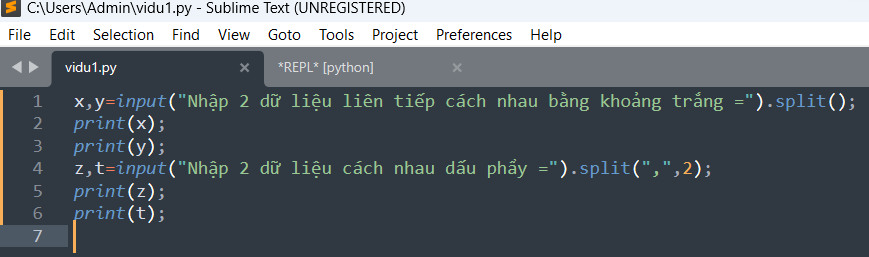 C:\Users\Admin\vidu1.py - Sublime Text (UNREGISTERED)
File Edit Selection Find View Goto Tools Project Preferences Help
vidu1.py × *REPL* [python] ×
1 x,y=input("Nhập 2 dữ liệu liên tiếp cách nhau bằng khoảng trắng =").split();
2 print(x);
3 print(y);
4 z,t=input("Nhập 2 dữ liệu cách nhau dấu phẩy =").split(",",2);
5 print(z);
6 print(t);
7